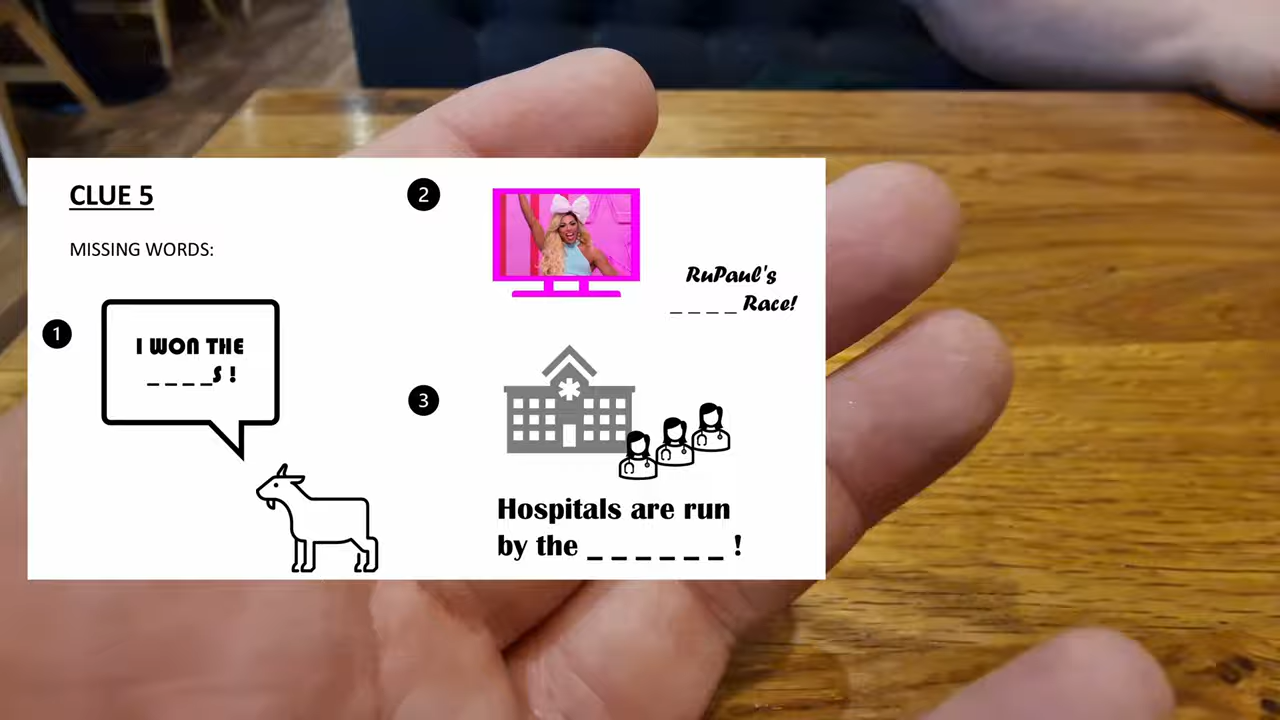 CLUE 5
MISSING WORDS:
1
I WON THE
_ _ _ _S !
2
RuPaul's
_ _ _ _ Race!
3
Hospitals are run
by the _ _ _ _ _ _ !